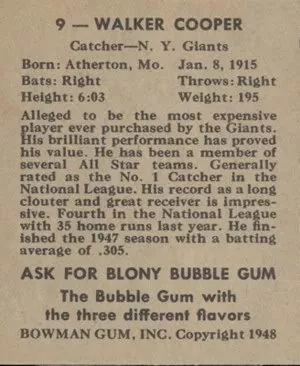 9 — WALKER COOPER
Catcher—N. Y. Giants
Born: Atherton, Mo. Jan. 8, 1915
Bats: Right Throws: Right
Height: 6:03 Weight: 195
Alleged to be the most expensive
player ever purchased by the Giants.
His brilliant performance has proved
his value. He has been a member of
several All Star teams. Generally
rated as the No. 1 Catcher in the
National League. His record as a long
clouter and great receiver is impres-
sive. Fourth in the National League
with 35 home runs last year. He fin-
ished the 1947 season with a batting
average of .305.
ASK FOR BLONY BUBBLE GUM
The Bubble Gum with
the three different flavors
BOWMAN GUM, INC. Copyright 1948